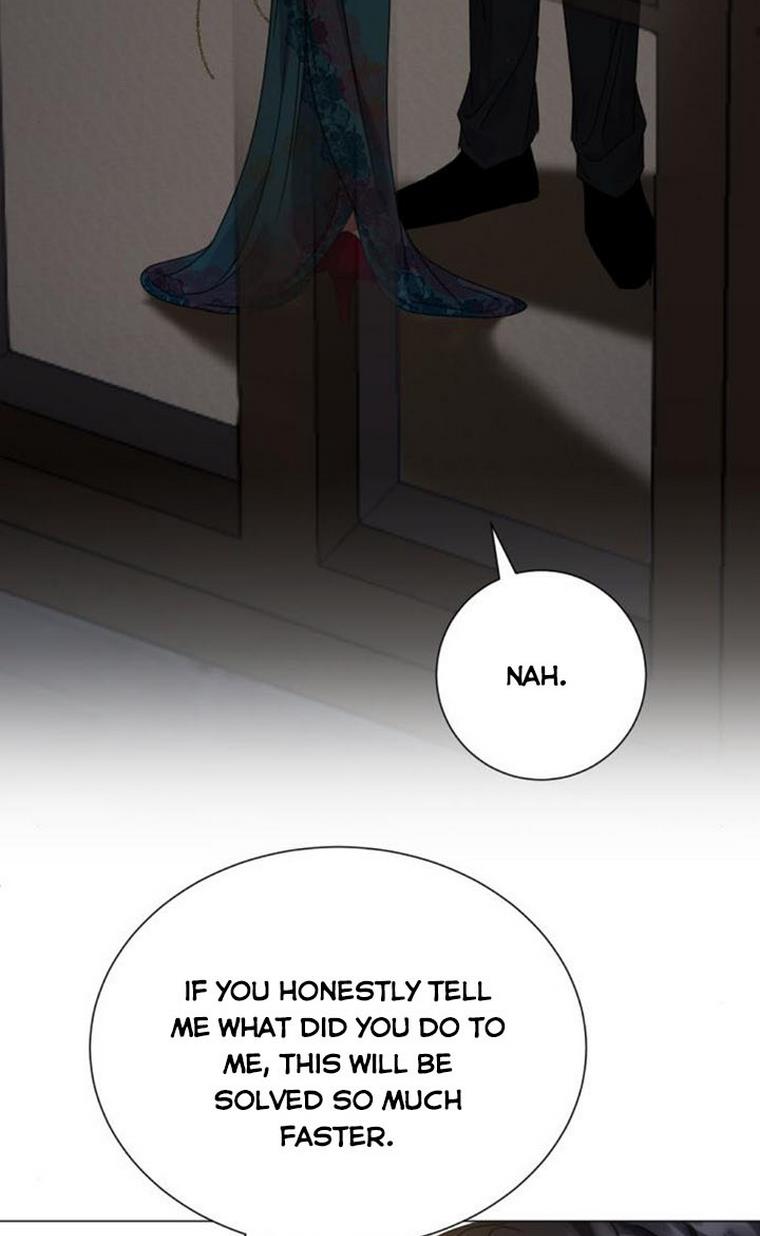 NAH.
IF YOU HONESTLY TELL
ME WHAT DID YOU DO TO
ME, THIS WILL BE
SOLVED SO MUCH
FASTER.